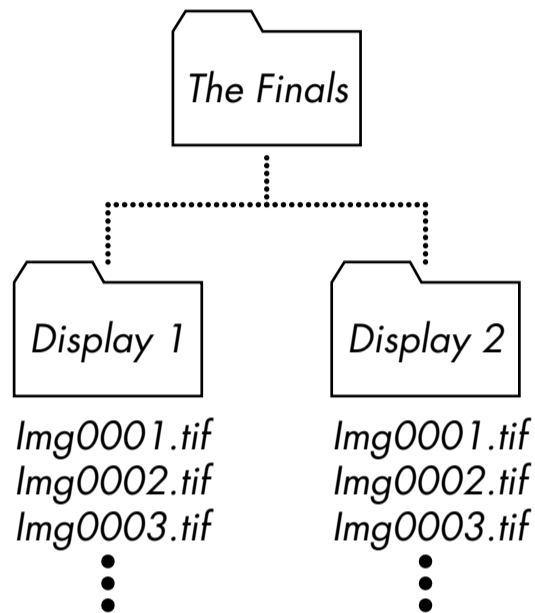 The Finals
Display 1
Img0001.tif
Img0002.tif
Img0003.tif
Display 2
Img0001.tif
Img0002.tif
Img0003.tif